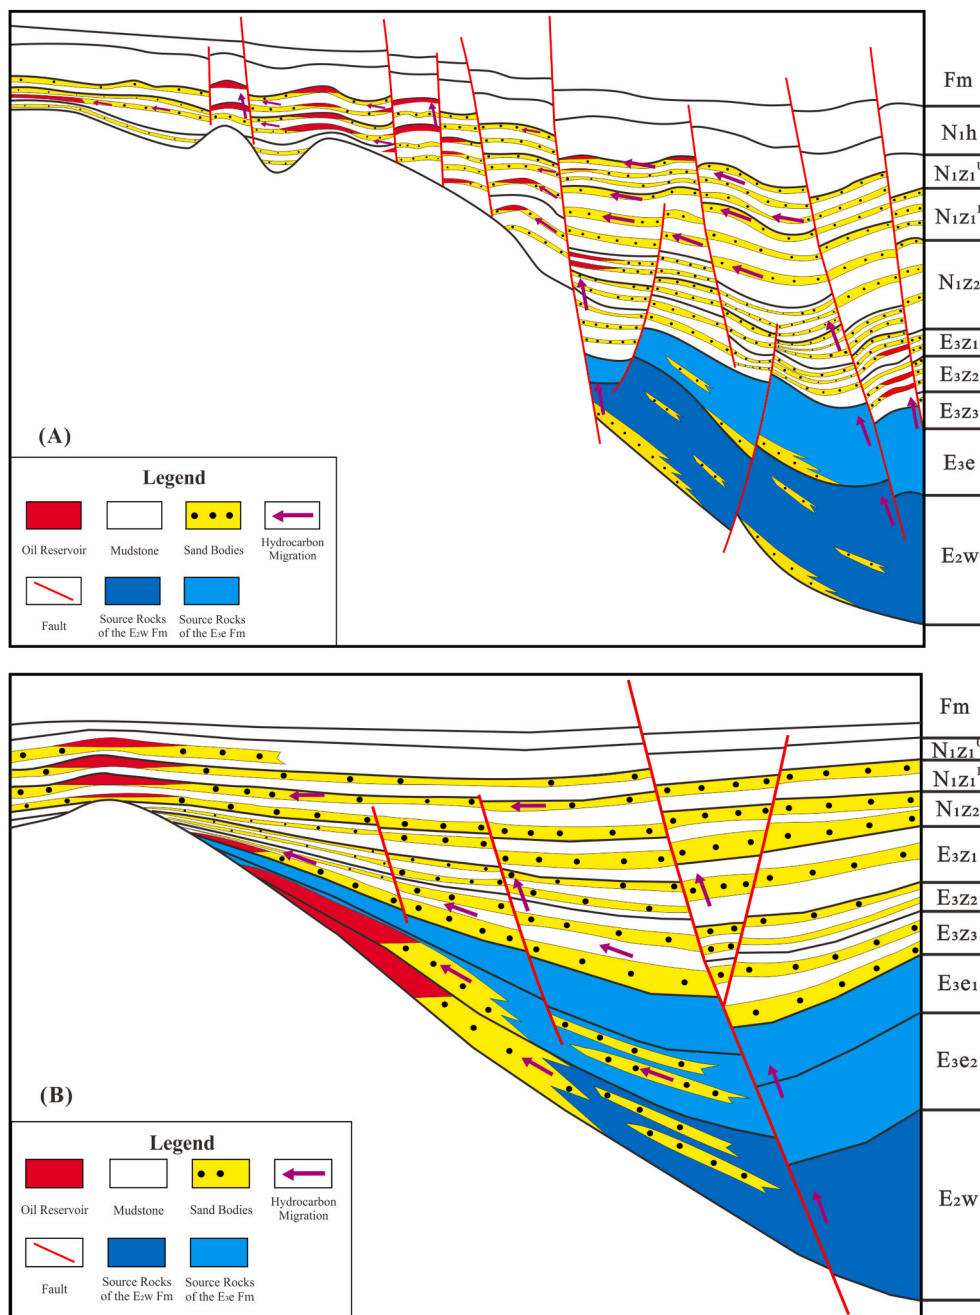 Fm
N₁h
N₁z₁ᵁ
N₁z₁ᴸ
N₁z₂
E₃z₁
E₃z₂
E₃z₃
E₃e
E₂w
(A)
Legend
Oil Reservoir
Mudstone
Sand Bodies
Hydrocarbon
Migration
Fault
Source Rocks
of the E₂w Fm
Source Rocks
of the E₃e Fm
Fm
N₁z₁ᵁ
N₁z₁ᴸ
N₁z₂
E₃z₁
E₃z₂
E₃z₃
E₃e₁
E₃e₂
E₂w
(B)
Legend
Oil Reservoir
Mudstone
Sand Bodies
Hydrocarbon
Migration
Fault
Source Rocks
of the E₂w Fm
Source Rocks
of the E₃e Fm